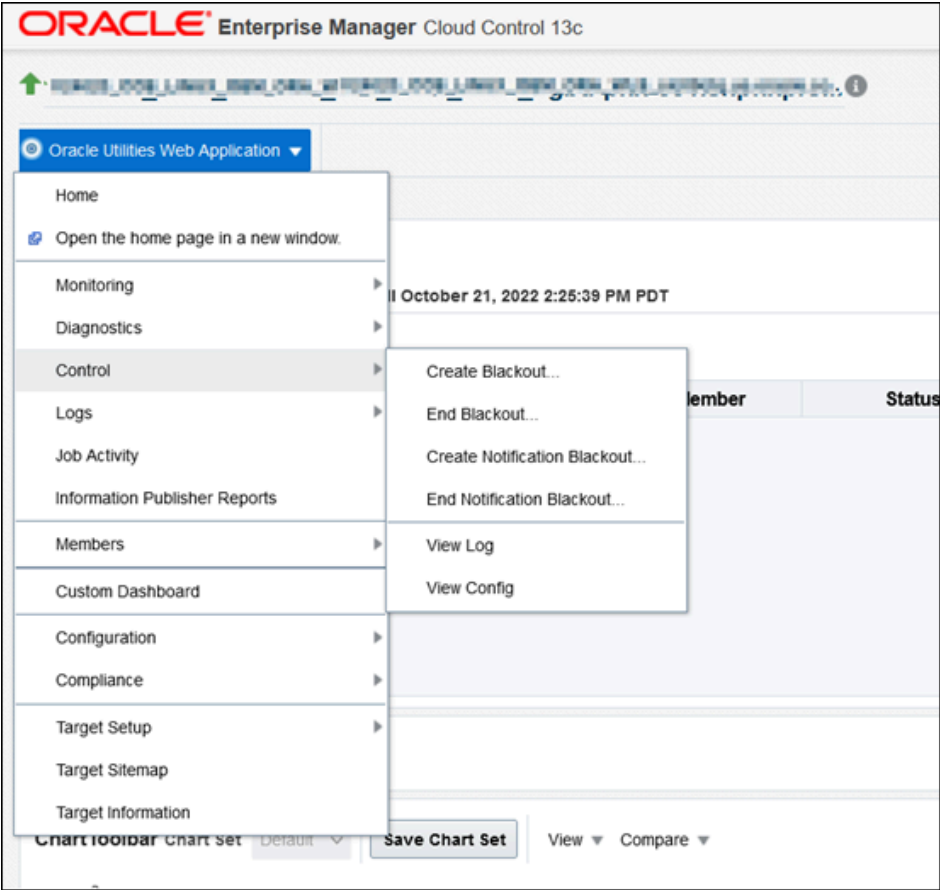 ORACLE Enterprise Manager Cloud Control 13c
Oracle Utilities Web Application
Home
Open the home page in a new window.
Monitoring
October 21, 2022 2:25:39 PM PDT
Diagnostics
Control
Create Blackout...
Status
Logs
End Blackout...
Job Activity
Create Notification Blackout...
Information Publisher Reports
End Notification Blackout...
Members
View Log
Custom Dashboard
View Config
Configuration
Compliance
Target Setup
Target Sitemap
Target Information
Chart Toolbar Chart Set Default Save Chart Set View Compare